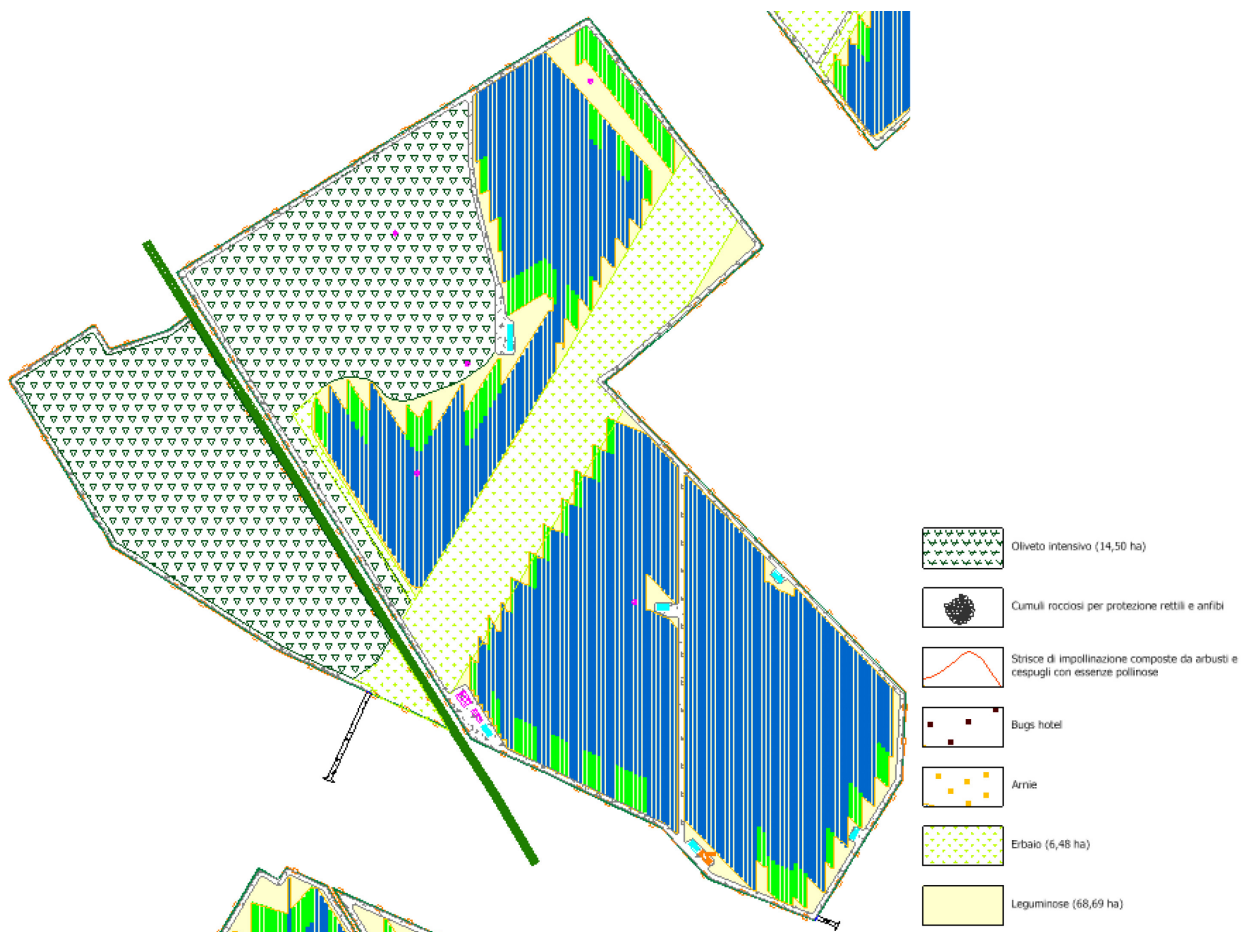 Oliveto intensivo (14,50 ha)
Cumuli rocciosi per protezione rettili e anfibi
Strisce di impollinazione composte da arbusti e
cespugli con essenze pollinose
Bugs hotel
Arnie
Erbaio (6,48 ha)
Leguminose (68,69 ha)